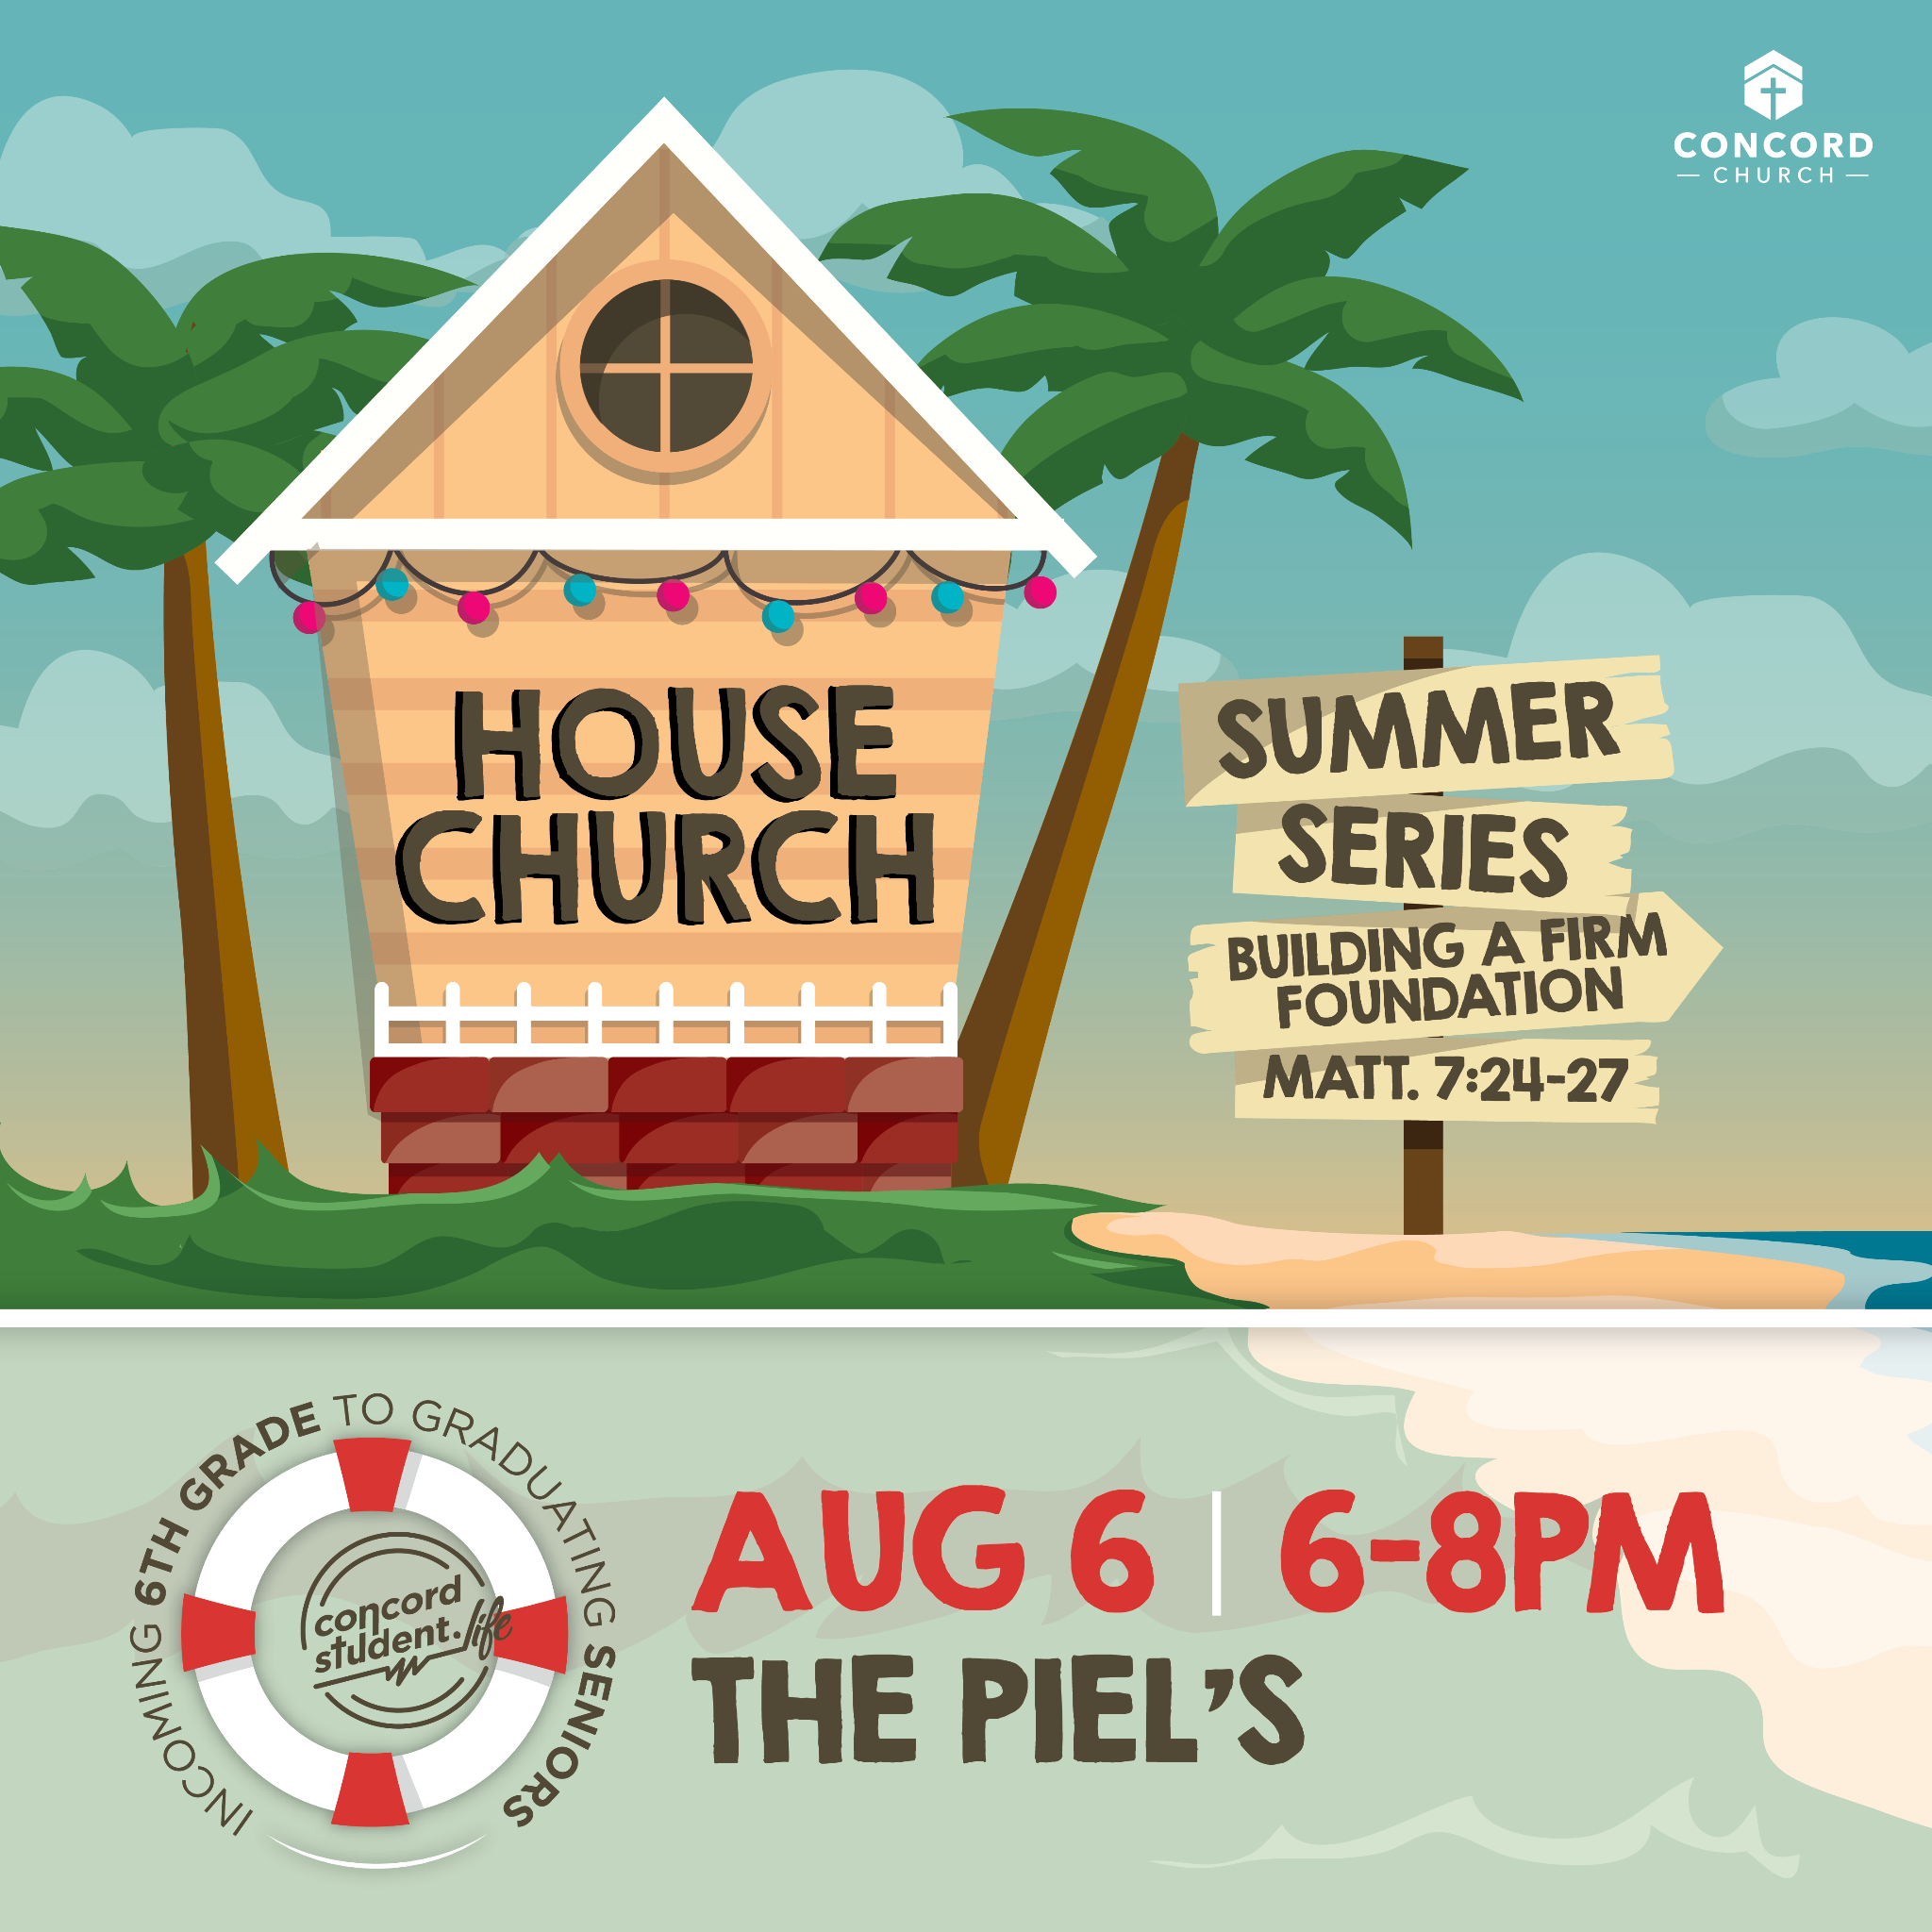 CONCORD
CHURCH
HOUSE
CHURCH
SUMMER
SERIES
BUILDING A FIRM
FOUNDATION
MATT. 7:24-27
INCOMING 6TH GRADE TO GRADUATING SENIORS
concord
student.life
AUG 6 | 6-8PM
THE PIEL'S